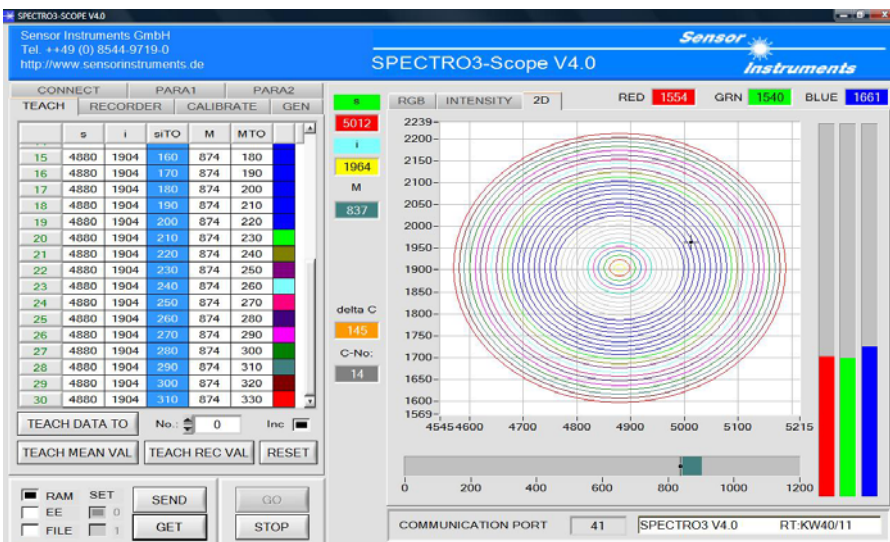 SPECTRO3-SCOPE V4.0
Sensor Instruments GmbH
Tel. ++49 (0) 8544-9719-0
http://www.sensorinstruments.de
SPECTRO3-Scope V4.0
Sensor
Instruments
CONNECT PARA1 PARA2
TEACH RECORDER CALIBRATE GEN
s i siTO M MTO
15 4880 1904 160 874 180
16 4880 1904 170 874 190
17 4880 1904 180 874 200
18 4880 1904 190 874 210
19 4880 1904 200 874 220
20 4880 1904 210 874 230
21 4880 1904 220 874 240
22 4880 1904 230 874 250
23 4880 1904 240 874 260
24 4880 1904 250 874 270
25 4880 1904 260 874 280
26 4880 1904 270 874 290
27 4880 1904 280 874 300
28 4880 1904 290 874 310
29 4880 1904 300 874 320
30 4880 1904 310 874 330
TEACH DATA TO No.: 0 Inc
TEACH MEAN VAL TEACH REC VAL RESET
RAM SET
EE 0
FILE 1
SEND
GET
GO
STOP
s
5012
i
1964
M
837
delta C
145
C-No:
14
RGB INTENSITY 2D
RED 1554 GRN 1540 BLUE 1661
2239
2200
2150
2100
2050
2000
1950
1900
1850
1800
1750
1700
1650
1600
1569
4545 4600 4700 4800 4900 5000 5100 5215
0 200 400 600 800 1000 1200
COMMUNICATION PORT 41 SPECTRO3 V4.0 RT:KW40/11